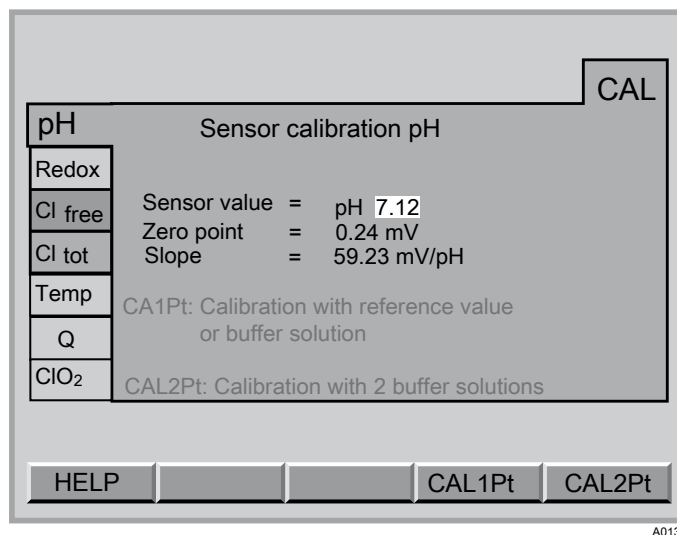 CAL
pH
Sensor calibration pH
Redox
Cl free
Cl tot
Temp
Q
ClO2
Sensor value = pH 7.12
Zero point = 0.24 mV
Slope = 59.23 mV/pH
CA1Pt: Calibration with reference value
or buffer solution
CAL2Pt: Calibration with 2 buffer solutions
HELP
CAL1Pt
CAL2Pt